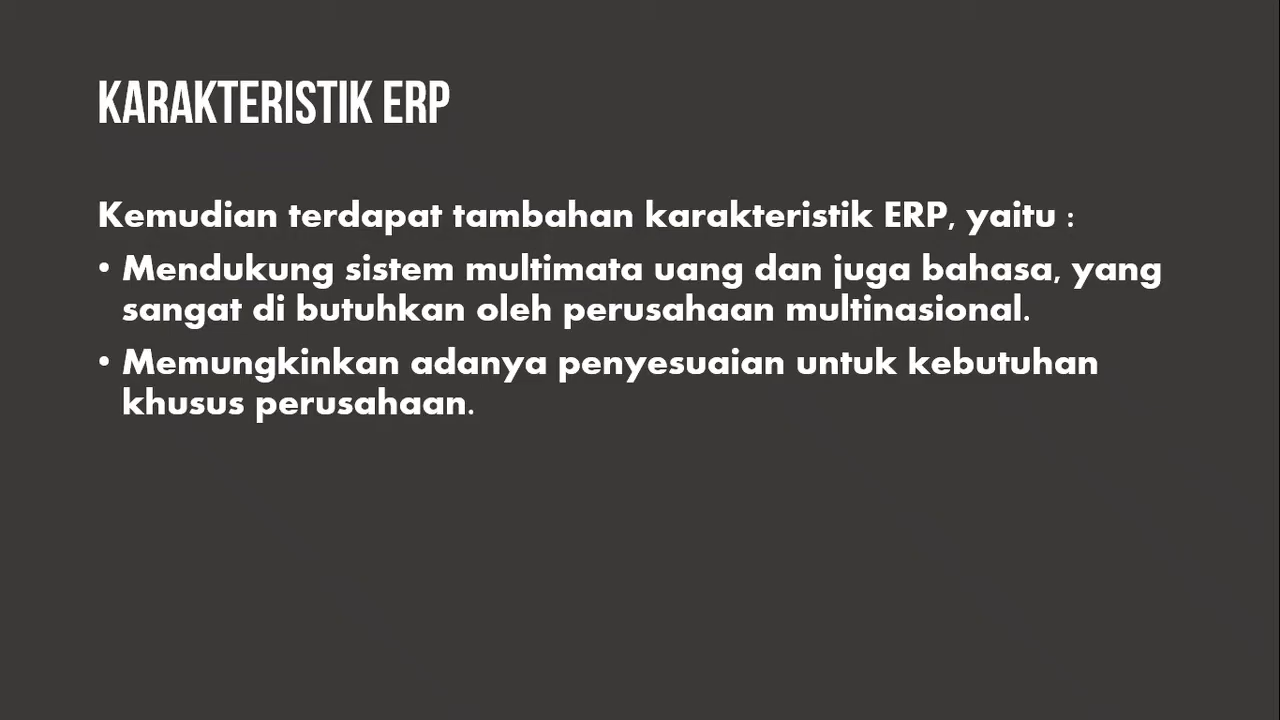 KARAKTERISTIK ERP
Kemudian terdapat tambahan karakteristik ERP, yaitu :
• Mendukung sistem multimata uang dan juga bahasa, yang
sangat di butuhkan oleh perusahaan multinasional.
• Memungkinkan adanya penyesuaian untuk kebutuhan
khusus perusahaan.